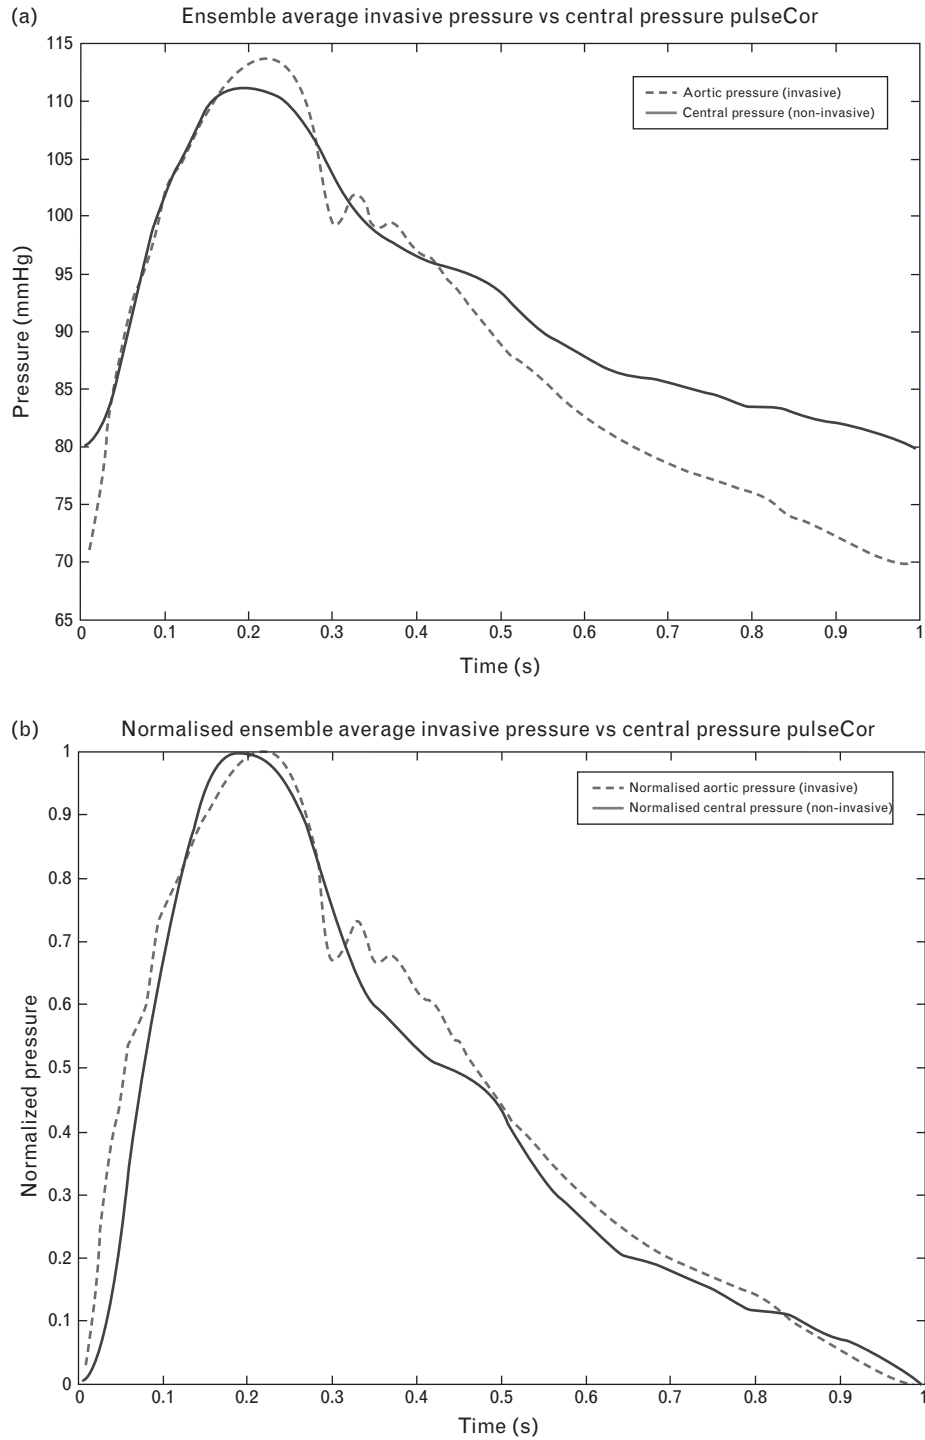 (a)
Ensemble average invasive pressure vs central pressure pulseCor
115
110
105
100
95
90
85
80
75
70
65
Pressure (mmHg)
Aortic pressure (invasive)
Central pressure (non-invasive)
0 0.1 0.2 0.3 0.4 0.5 0.6 0.7 0.8 0.9 1
Time (s)
(b)
Normalised ensemble average invasive pressure vs central pressure pulseCor
1
0.9
0.8
0.7
0.6
0.5
0.4
0.3
0.2
0.1
0
Normalized pressure
Normalised aortic pressure (invasive)
Normalised central pressure (non-invasive)
0 0.1 0.2 0.3 0.4 0.5 0.6 0.7 0.8 0.9 1
Time (s)